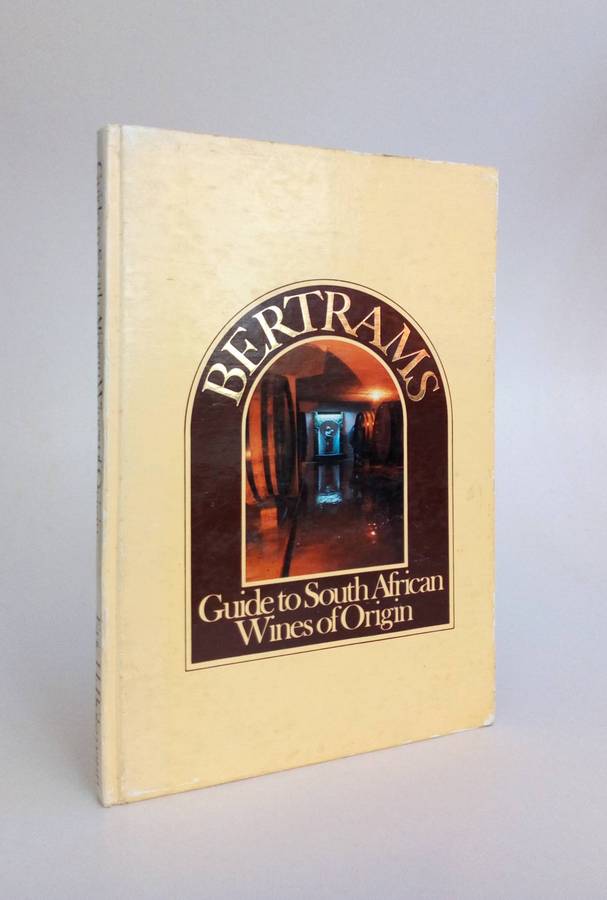 BERTRAMS
Guide to South African
Wines of Origin